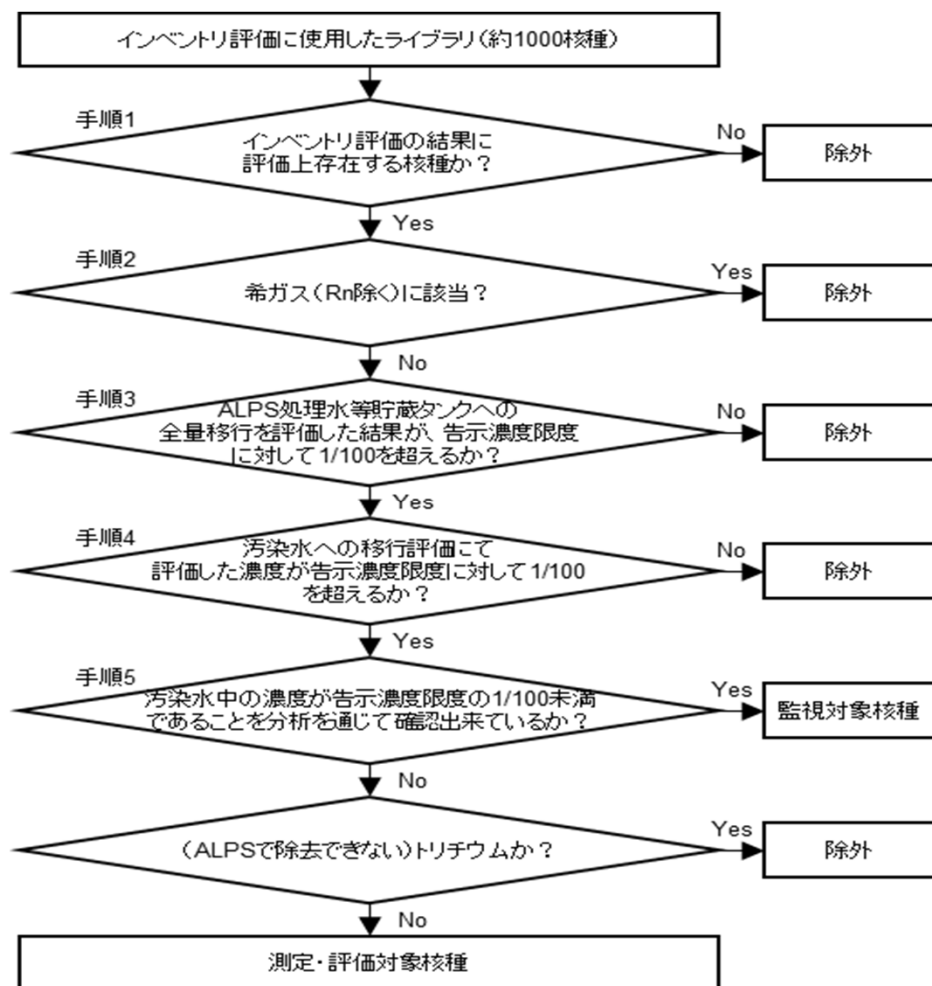 インベントリ評価に使用したライブラリ(約1000核種)
手順1
インベントリ評価の結果に
評価上存在する核種か?
No
除外
Yes
手順2
希ガス(Rn除く)に該当?
Yes
除外
No
手順3
ALPS処理水等貯蔵タンクへの
全量移行を評価した結果が、告示濃度限度
に対して1/100を超えるか?
No
除外
Yes
手順4
汚染水への移行評価にて
評価した濃度が告示濃度限度に対して1/100
を超えるか?
No
除外
Yes
手順5
汚染水中の濃度が告示濃度限度の1/100未満
であることを分析を通じて確認出来ているか?
Yes
監視対象核種
No
(ALPSで除去できない)トリチウムか?
Yes
除外
No
測定・評価対象核種